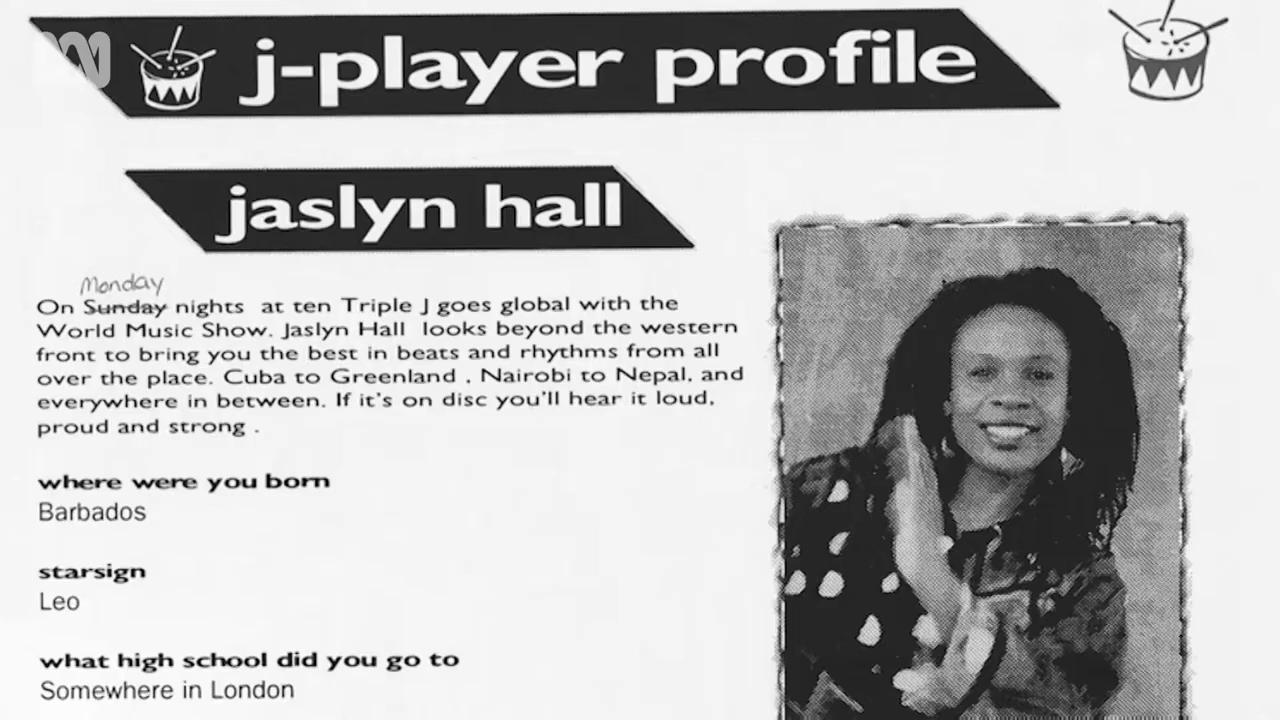 j-player profile
jaslyn hall
Monday
On Sunday nights at ten Triple J goes global with the
World Music Show. Jaslyn Hall looks beyond the western
front to bring you the best in beats and rhythms from all
over the place. Cuba to Greenland , Nairobi to Nepal, and
everywhere in between. If it's on disc you'll hear it loud,
proud and strong .
where were you born
Barbados
starsign
Leo
what high school did you go to
Somewhere in London